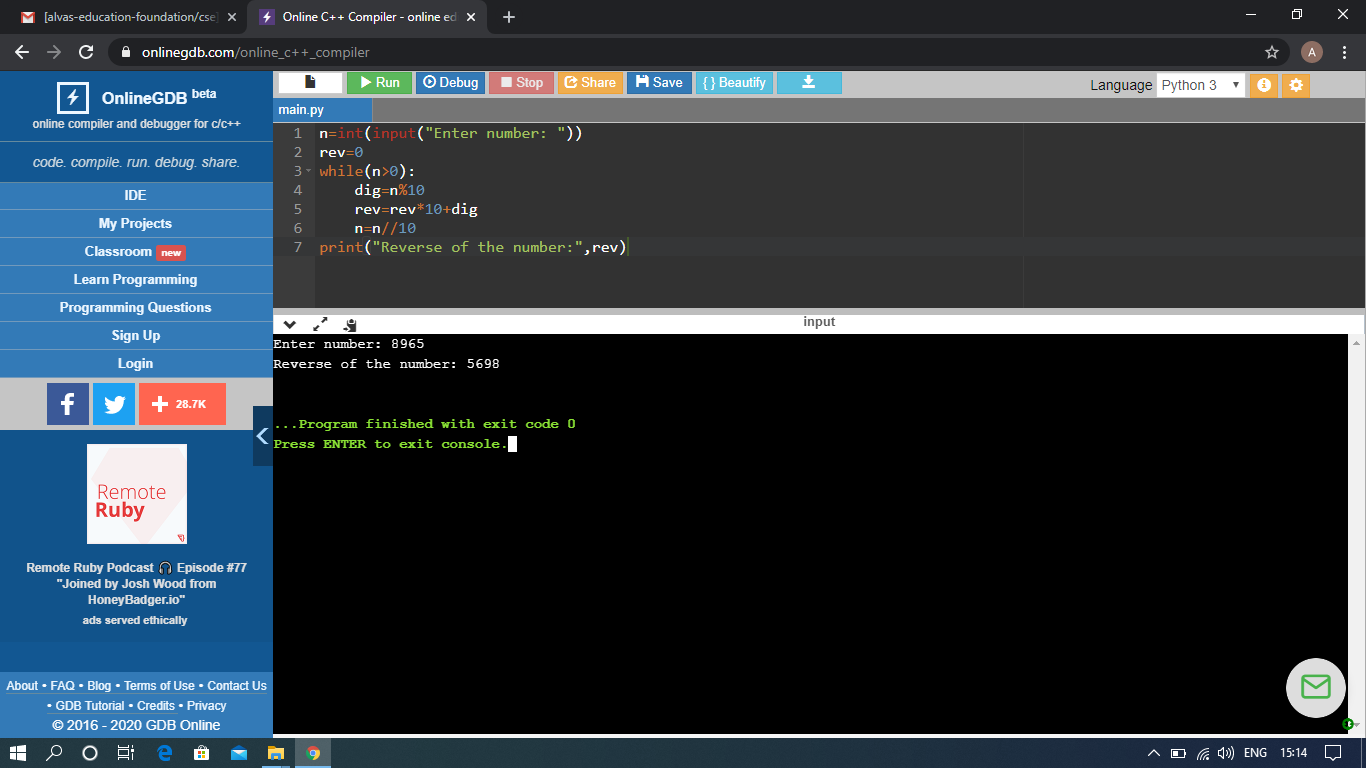 [alvas-education-foundation/cse]
Online C++ Compiler - online ed
onlinegdb.com/online_c++_compiler
A
OnlineGDB beta
online compiler and debugger for c/c++
code. compile. run. debug. share.
IDE
My Projects
Classroom new
Learn Programming
Programming Questions
Sign Up
Login
f
28.7K
Remote
Ruby
Remote Ruby Podcast 🎧 Episode #77
"Joined by Josh Wood from
HoneyBadger.io"
ads served ethically
About • FAQ • Blog • Terms of Use • Contact Us
• GDB Tutorial • Credits • Privacy
© 2016 - 2020 GDB Online
Run Debug Stop Share Save { } Beautify
Language Python 3
main.py
1 n=int(input("Enter number: "))
2 rev=0
3 while(n>0):
4     dig=n%10
5     rev=rev*10+dig
6     n=n//10
7 print("Reverse of the number:",rev)
input
Enter number: 8965
Reverse of the number: 5698
...Program finished with exit code 0
Press ENTER to exit console.
ENG 15:14